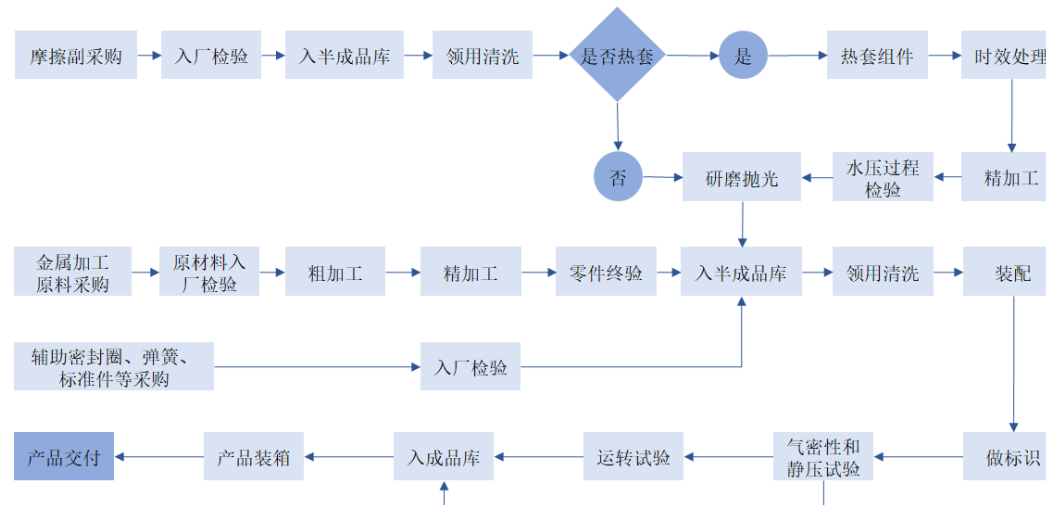 摩擦副采购
入厂检验
入半成品库
领用清洗
是否热套
是
热套组件
时效处理
否
研磨抛光
水压过程
检验
精加工
金属加工
原料采购
原材料入
厂检验
粗加工
精加工
零件终验
入半成品库
领用清洗
装配
辅助密封圈、弹簧、
标准件等采购
入厂检验
产品交付
产品装箱
入成品库
运转试验
气密性和
静压试验
做标识